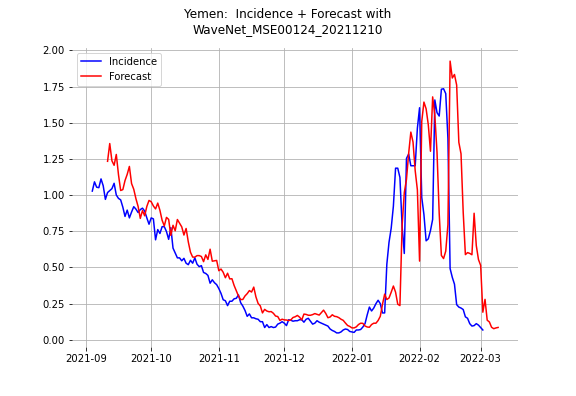 Yemen:  Incidence + Forecast with
WaveNet_MSE00124_20211210
2.00
1.75
1.50
1.25
1.00
0.75
0.50
0.25
0.00
Incidence
Forecast
2021-09 2021-10 2021-11 2021-12 2022-01 2022-02 2022-03